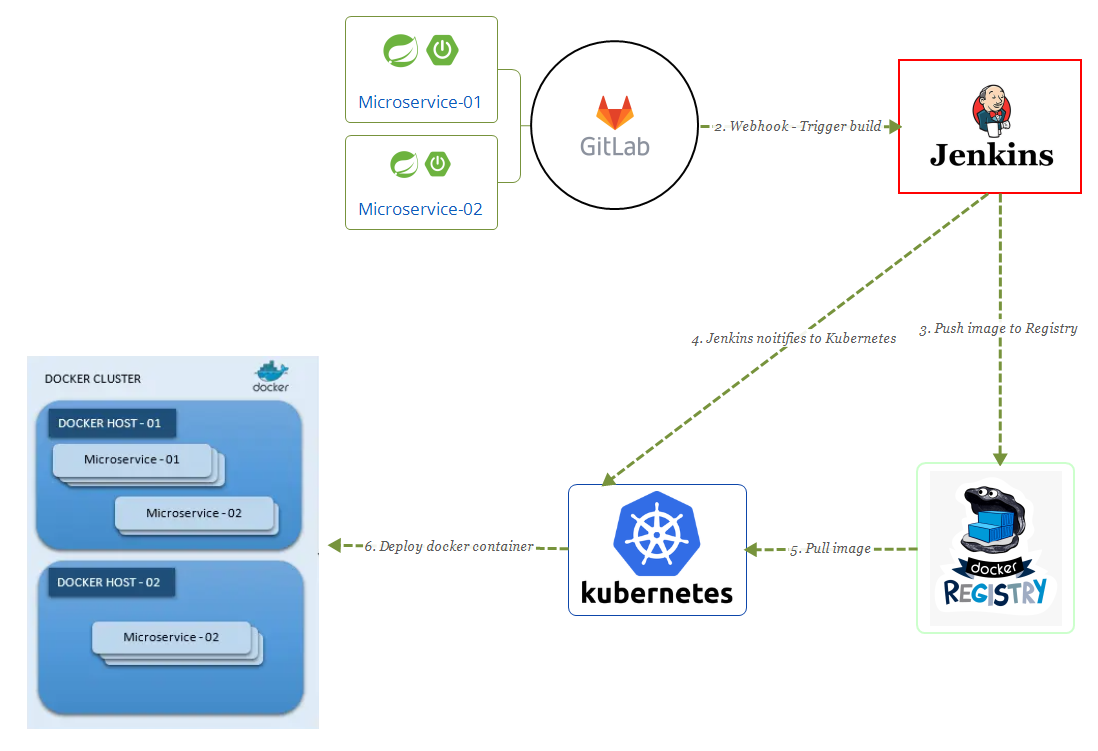 Microservice-01
Microservice-02
GitLab
2. Webhook - Trigger build
Jenkins
4. Jenkins noitifies to Kubernetes
3. Push image to Registry
DOCKER CLUSTER
docker
DOCKER HOST - 01
Microservice - 01
Microservice - 02
6. Deploy docker container
kubernetes
5. Pull image
docker
REGISTRY
DOCKER HOST - 02
Microservice - 02